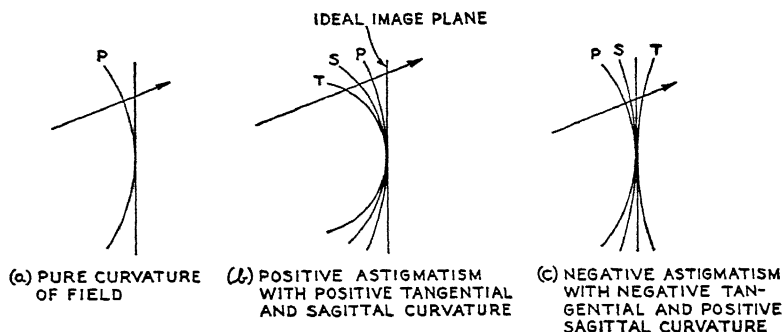 IDEAL IMAGE PLANE
P
S
P
T
P
S
T
(a) PURE CURVATURE
OF FIELD
(b) POSITIVE ASTIGMATISM
WITH POSITIVE TANGENTIAL
AND SAGITTAL CURVATURE
(c) NEGATIVE ASTIGMATISM
WITH NEGATIVE TAN-
GENTIAL AND POSITIVE
SAGITTAL CURVATURE